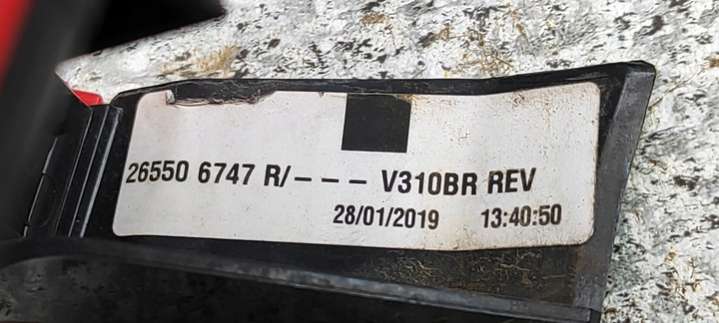 26550 6747 R/--- V310BR REV
28/01/2019 13:40:50